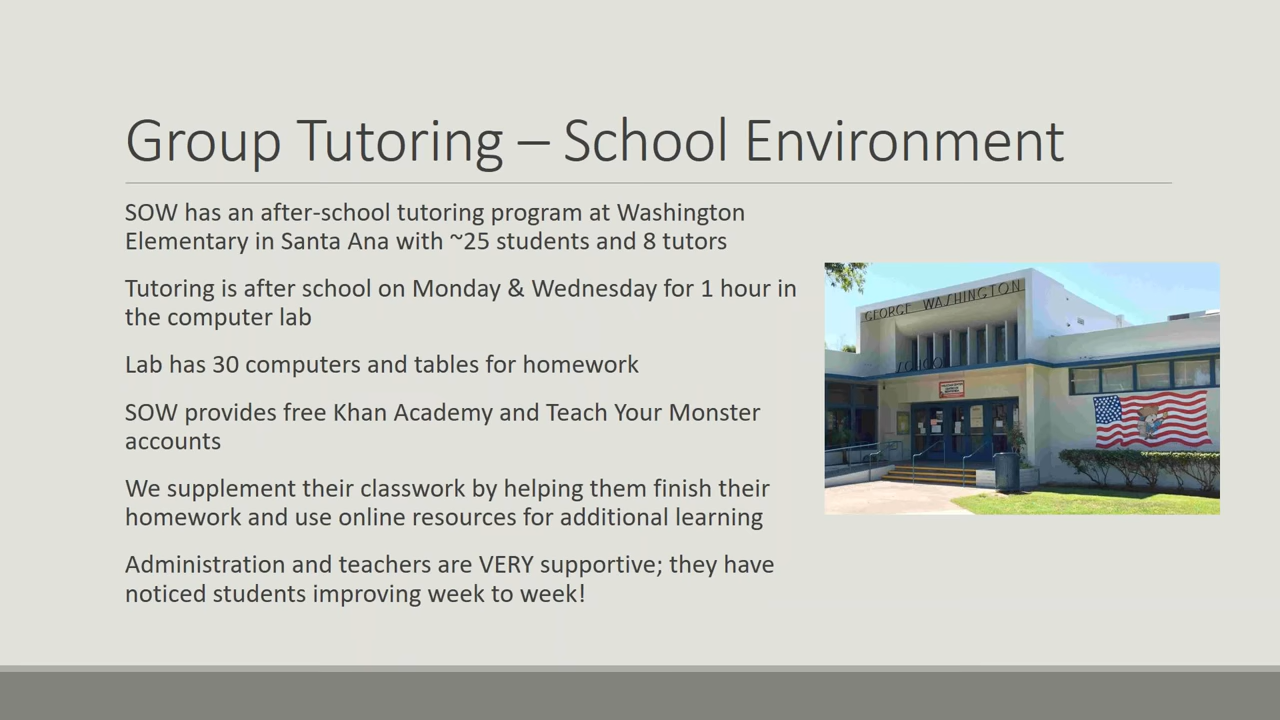 Group Tutoring – School Environment
SOW has an after-school tutoring program at Washington
Elementary in Santa Ana with ~25 students and 8 tutors
Tutoring is after school on Monday & Wednesday for 1 hour in
the computer lab
Lab has 30 computers and tables for homework
SOW provides free Khan Academy and Teach Your Monster
accounts
We supplement their classwork by helping them finish their
homework and use online resources for additional learning
Administration and teachers are VERY supportive; they have
noticed students improving week to week!
GEORGE WASHINGTON
SCHOOL